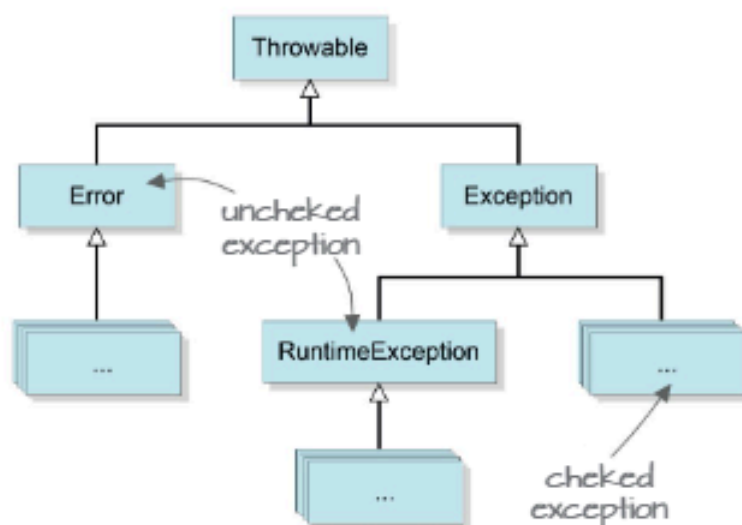 Throwable
Error
Exception
uncheked
exception
...
RuntimeException
...
...
cheked
exception